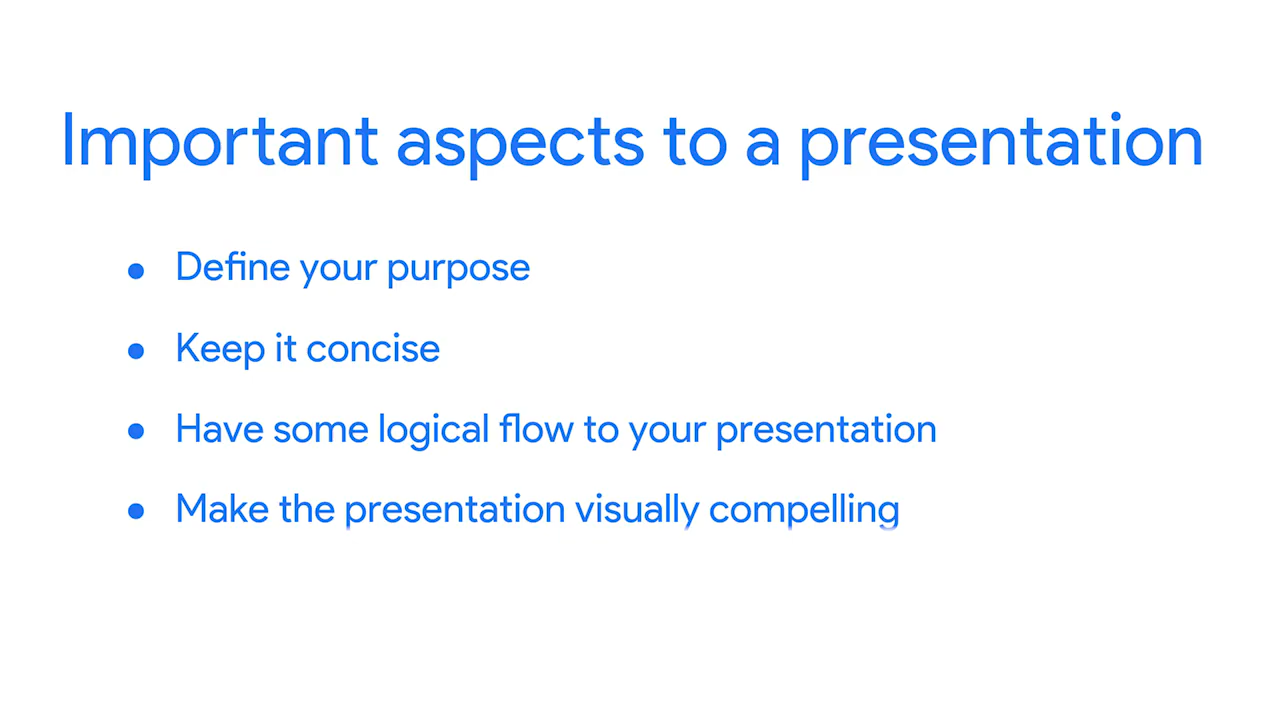 Important aspects to a presentation
• Define your purpose
• Keep it concise
• Have some logical flow to your presentation
• Make the presentation visually compelling